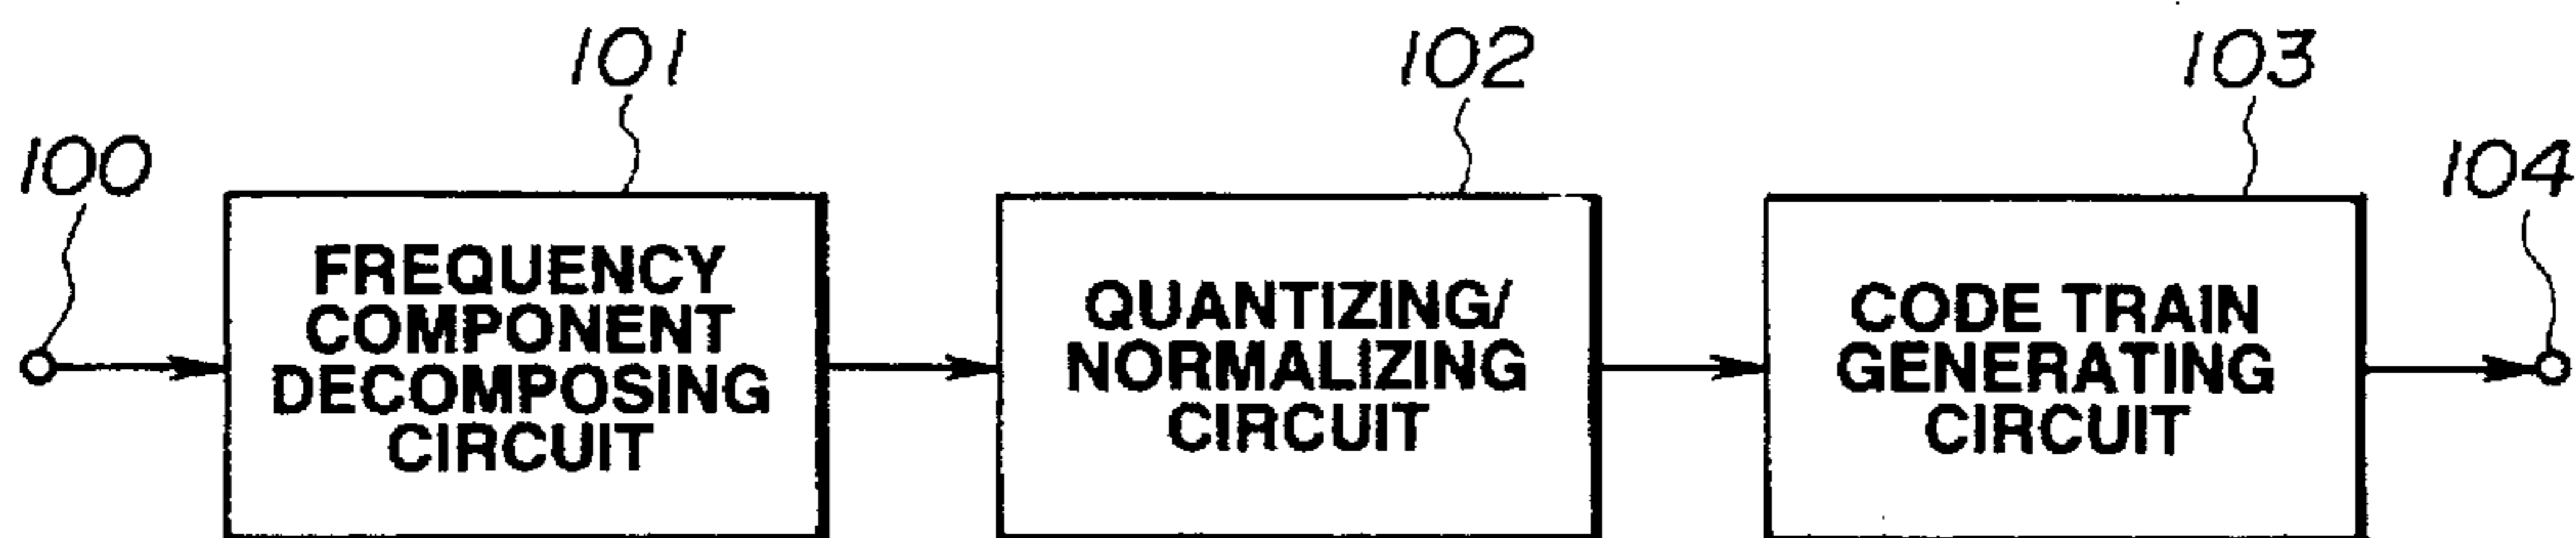 101
102
103
100
104
FREQUENCY
COMPONENT
DECOMPOSING
CIRCUIT
QUANTIZING/
NORMALIZING
CIRCUIT
CODE TRAIN
GENERATING
CIRCUIT